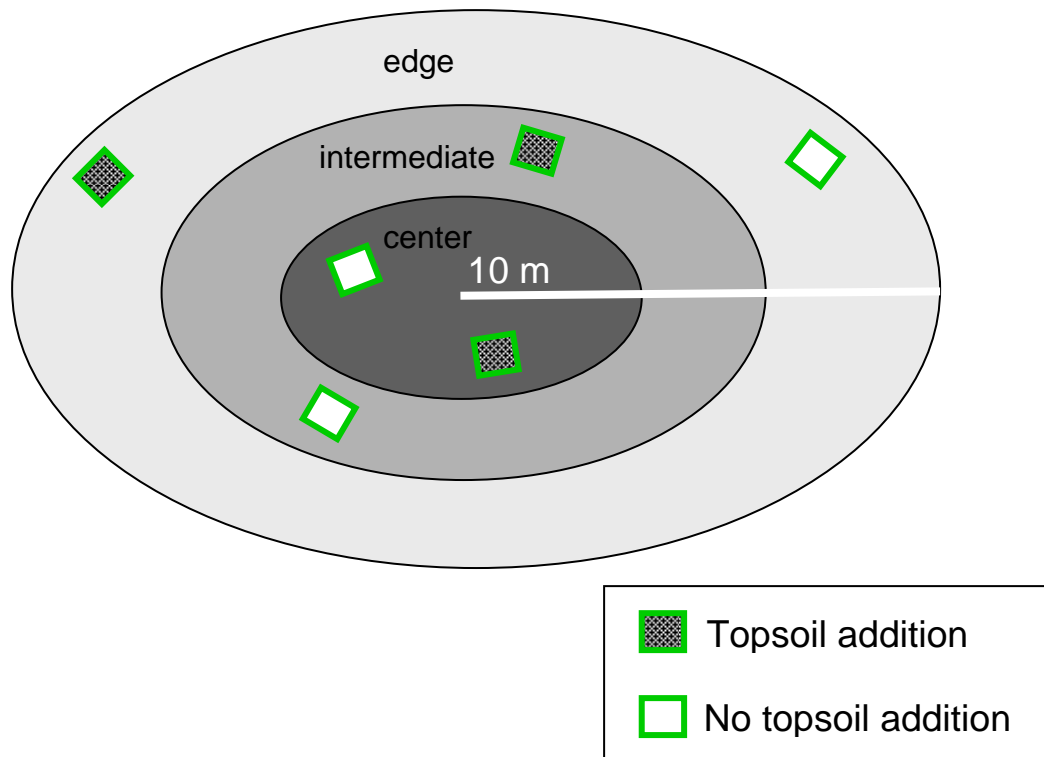 edge
intermediate
center
10 m
Topsoil addition
No topsoil addition